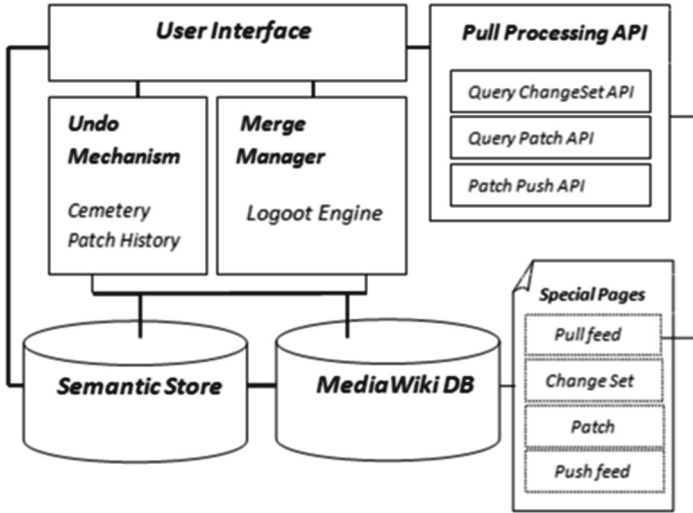 User Interface
Pull Processing API
Query ChangeSet API
Query Patch API
Patch Push API
Undo
Mechanism
Cemetery
Patch History
Merge
Manager
Logoot Engine
Special Pages
Pull feed
Change Set
Patch
Push feed
Semantic Store
MediaWiki DB